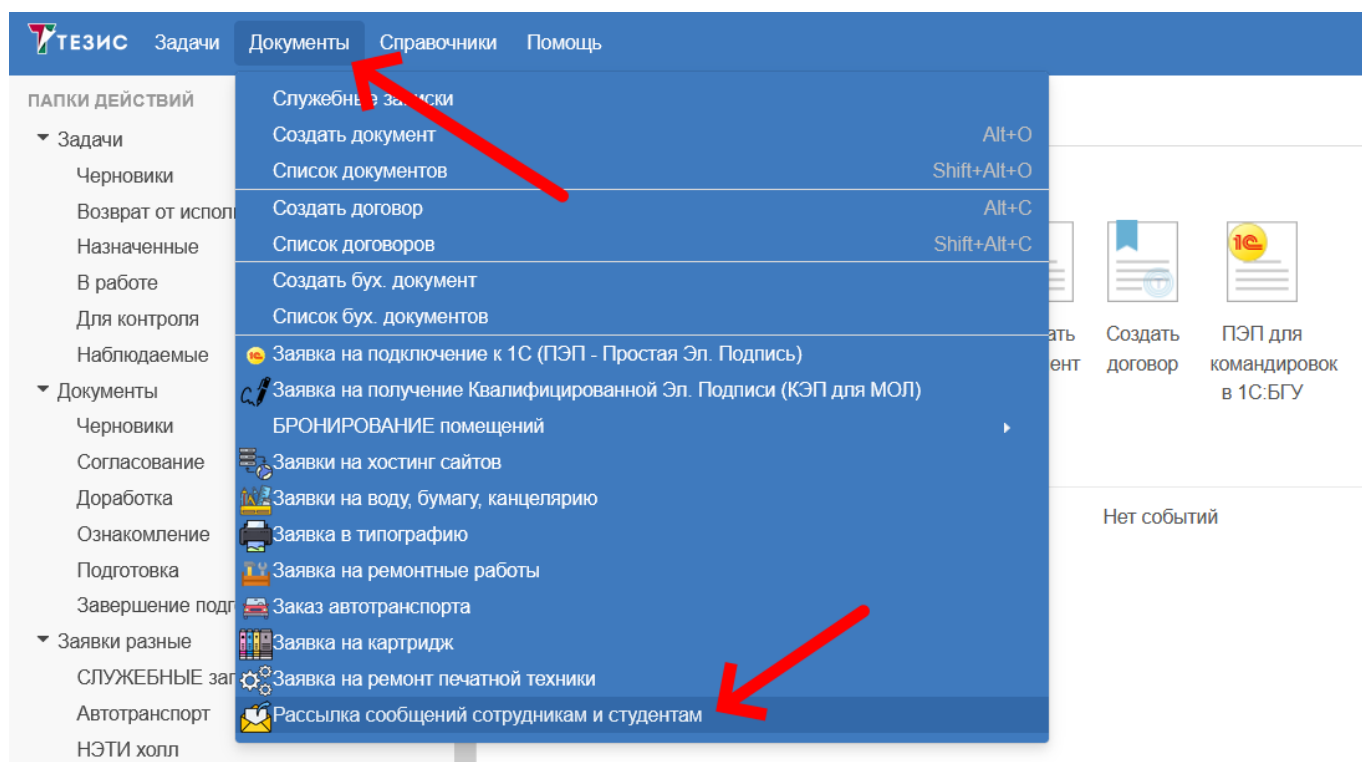 ТЕЗИС Задачи Документы Справочники Помощь
ПАПКИ ДЕЙСТВИЙ
Задачи
Черновики
Возврат от
Назначенные
В работе
Для контроля
Наблюдаемые
Документы
Черновики
Согласование
Доработка
Ознакомление
Подготовка
Завершение
Заявки разные
СЛУЖЕБНЫЕ
Автотранспорт
НЭТИ холл
Служебные записки
Создать документ Alt+O
Список документов Shift+Alt+O
Создать договор Alt+C
Список договоров Shift+Alt+C
Создать бух. документ
Список бух. документов
Заявка на подключение к 1С (ПЭП - Простая Эл. Подпись)
Заявка на получение Квалифицированной Эл. Подписи (КЭП для МОЛ)
БРОНИРОВАНИЕ помещений
Заявки на хостинг сайтов
Заявки на воду, бумагу, канцелярию
Заявка в типографию
Заявка на ремонтные работы
Заказ автотранспорта
Заявка на картридж
Заявка на ремонт печатной техники
Рассылка сообщений сотрудникам и студентам
1С
Создать
договор
ПЭП для
командировок
в 1С:БГУ
Нет событий